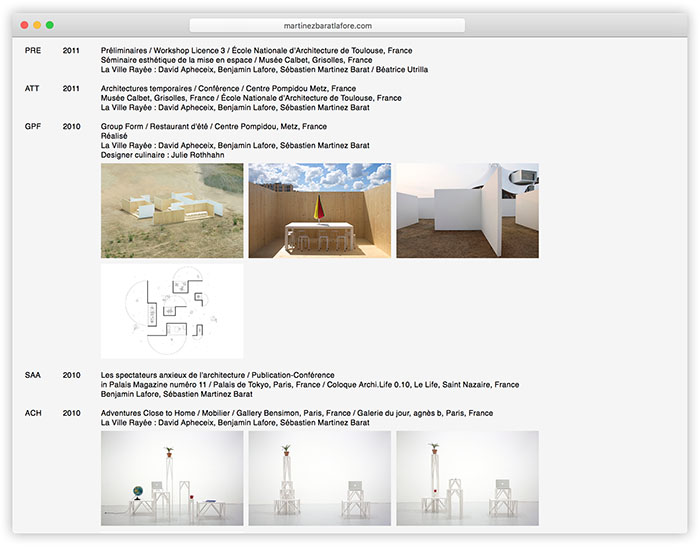 martinezbaratlafore.com
PRE 2011 Préliminaires / Workshop Licence 3 / École Nationale d'Architecture de Toulouse, France
Séminaire esthétique de la mise en espace / Musée Calbet, Grisolles, France
La Ville Rayée : David Apheceix, Benjamin Lafore, Sébastien Martinez Barat / Béatrice Utrilla
ATT 2011 Architectures temporaires / Conférence / Centre Pompidou Metz, France
Musée Calbet, Grisolles, France / École Nationale d'Architecture de Toulouse, France
La Ville Rayée : David Apheceix, Benjamin Lafore, Sébastien Martinez Barat
GPF 2010 Group Form / Restaurant d'été / Centre Pompidou, Metz, France
Réalisé
La Ville Rayée : David Apheceix, Benjamin Lafore, Sébastien Martinez Barat
Designer culinaire : Julie Rothhahn
SAA 2010 Les spectateurs anxieux de l'architecture / Publication-Conférence
in Palais Magazine numéro 11 / Palais de Tokyo, Paris, France / Coloque Archi.Life 0.10, Le Life, Saint Nazaire, France
Benjamin Lafore, Sébastien Martinez Barat
ACH 2010 Adventures Close to Home / Mobilier / Gallery Bensimon, Paris, France / Galerie du jour, agnès b, Paris, France
La Ville Rayée : David Apheceix, Benjamin Lafore, Sébastien Martinez Barat